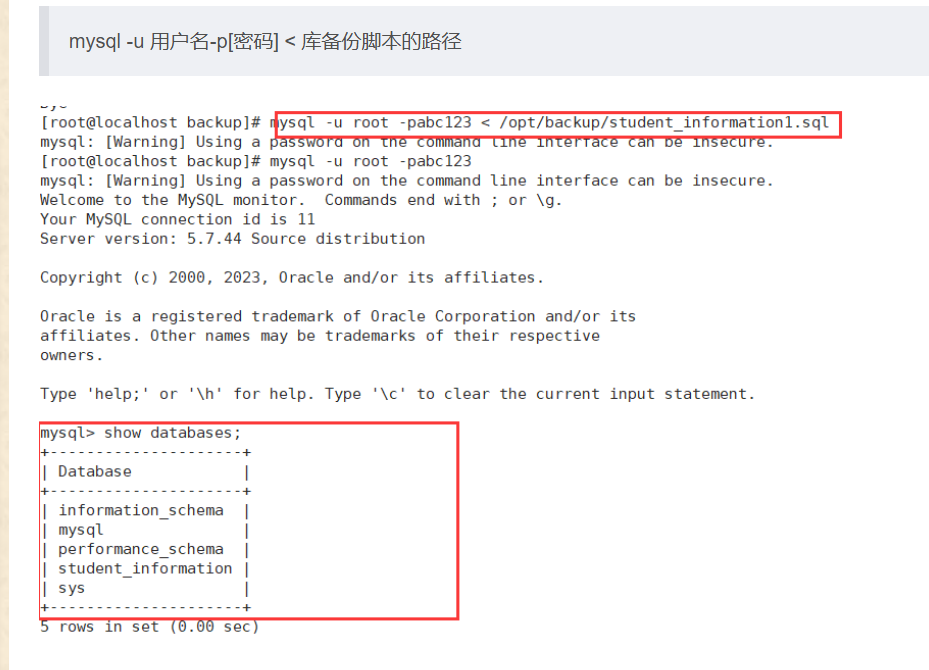 mysql -u 用户名-p[密码] < 库备份脚本的路径
Bye
[root@localhost backup]# mysql -u root -pabc123 < /opt/backup/student_information1.sql
mysql: [Warning] Using a password on the command line interface can be insecure.
[root@localhost backup]# mysql -u root -pabc123
mysql: [Warning] Using a password on the command line interface can be insecure.
Welcome to the MySQL monitor.  Commands end with ; or \g.
Your MySQL connection id is 11
Server version: 5.7.44 Source distribution
Copyright (c) 2000, 2023, Oracle and/or its affiliates.
Oracle is a registered trademark of Oracle Corporation and/or its
affiliates. Other names may be trademarks of their respective
owners.
Type 'help;' or '\h' for help. Type '\c' to clear the current input statement.
mysql> show databases;
+---------------------+
| Database            |
+---------------------+
| information_schema  |
| mysql               |
| performance_schema  |
| student_information |
| sys                 |
+---------------------+
5 rows in set (0.00 sec)